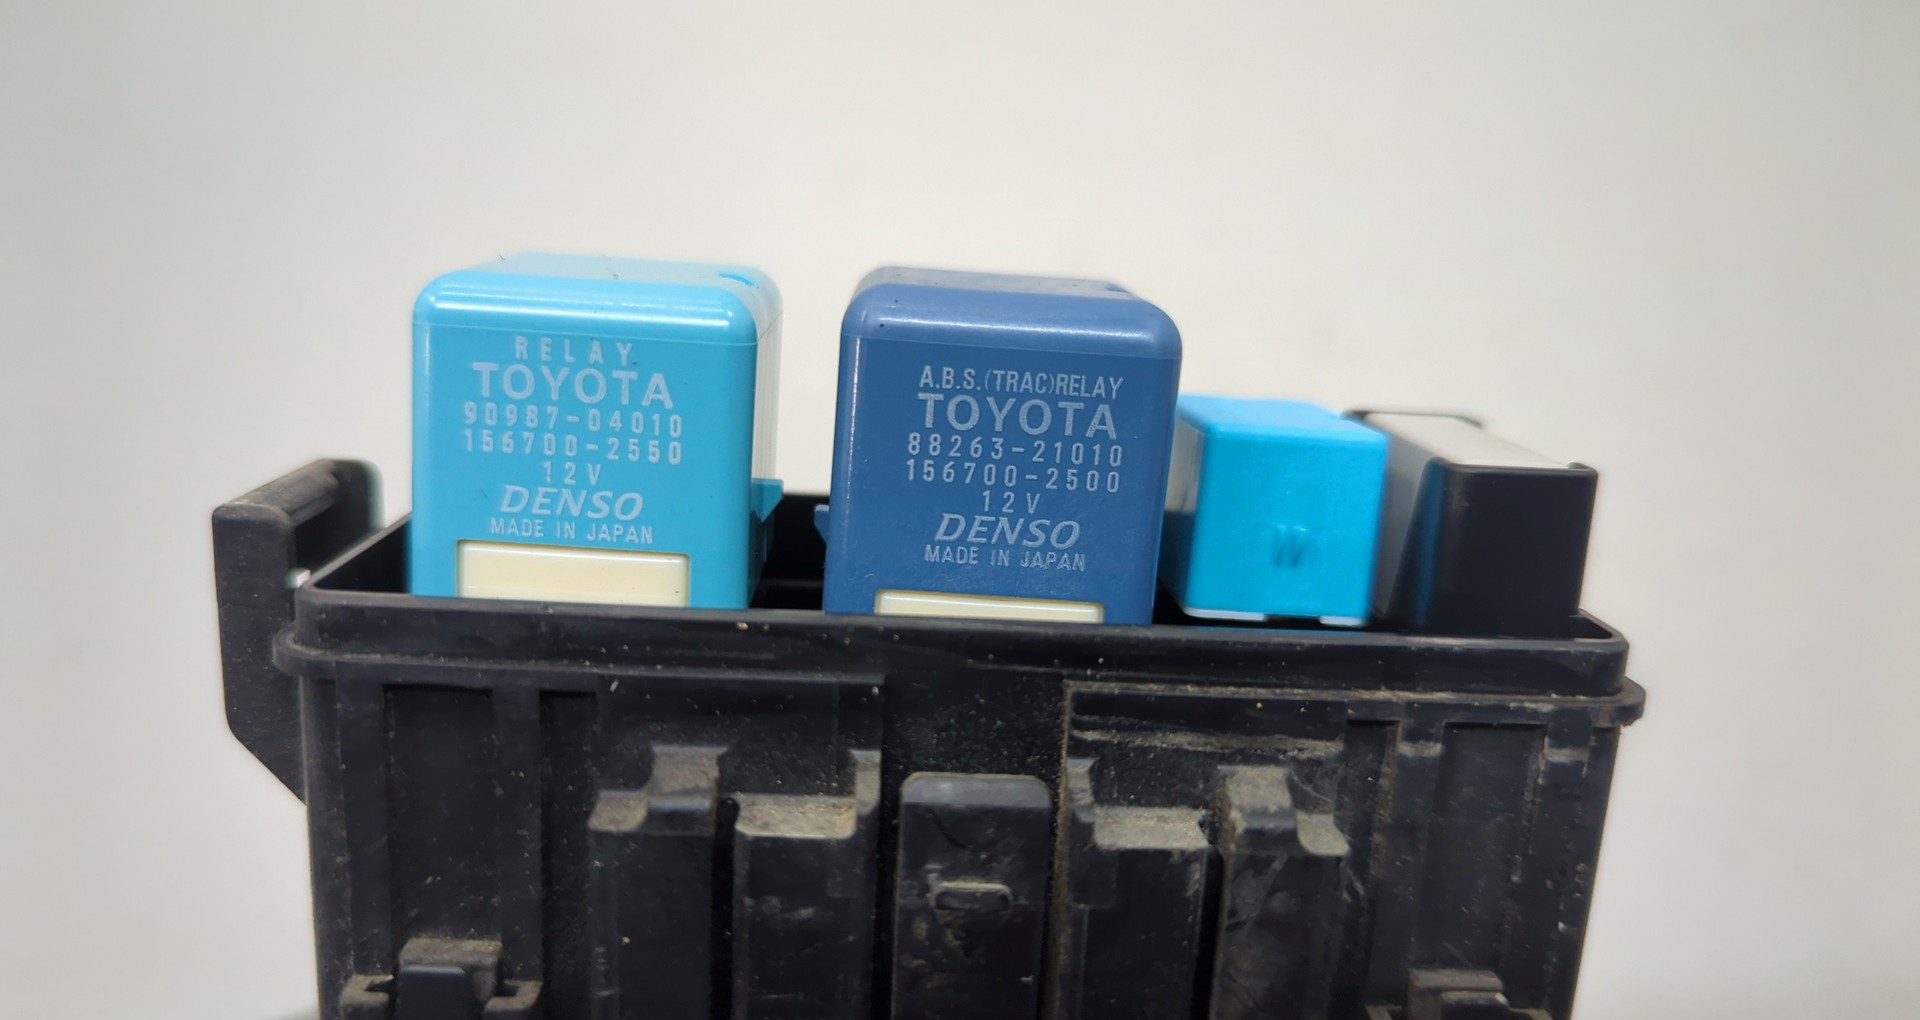 RELAY
TOYOTA
90987-04010
156700-2550
12V
DENSO
MADE IN JAPAN
A.B.S.(TRAC)RELAY
TOYOTA
88263-21010
156700-2500
12V
DENSO
MADE IN JAPAN
W